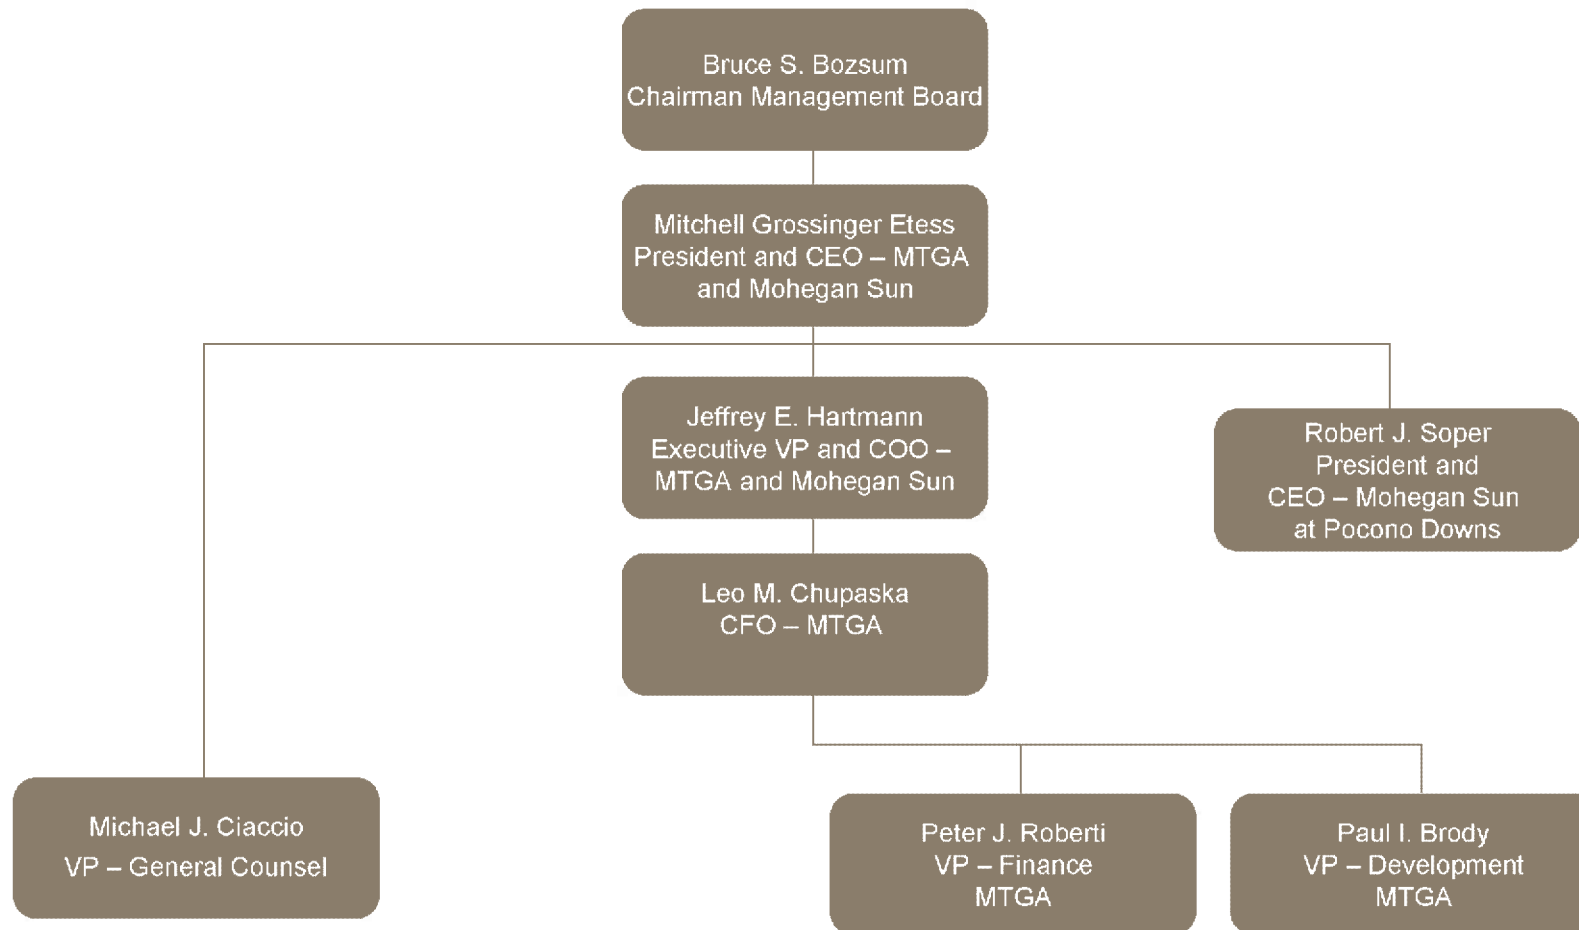 Bruce S. Bozsum
Chairman Management Board
Mitchell Grossinger Etess
President and CEO – MTGA
and Mohegan Sun
Jeffrey E. Hartmann
Executive VP and COO –
MTGA and Mohegan Sun
Robert J. Soper
President and
CEO – Mohegan Sun
at Pocono Downs
Leo M. Chupaska
CFO – MTGA
Michael J. Ciaccio
VP – General Counsel
Peter J. Roberti
VP – Finance
MTGA
Paul I. Brody
VP – Development
MTGA